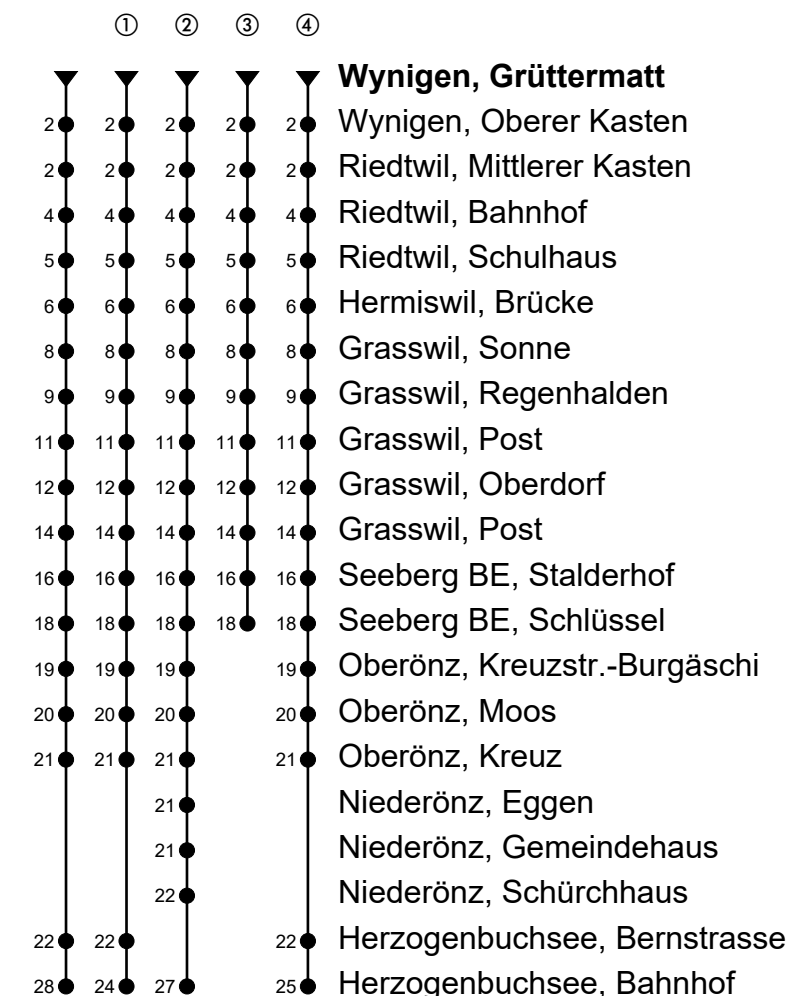 ① ② ③ ④
Wynigen, Grüttermatt
2 2 2 2 2 Wynigen, Oberer Kasten
2 2 2 2 2 Riedtwil, Mittlerer Kasten
4 4 4 4 4 Riedtwil, Bahnhof
5 5 5 5 5 Riedtwil, Schulhaus
6 6 6 6 6 Hermiswil, Brücke
8 8 8 8 8 Grasswil, Sonne
9 9 9 9 9 Grasswil, Regenhalden
11 11 11 11 11 Grasswil, Post
12 12 12 12 12 Grasswil, Oberdorf
14 14 14 14 14 Grasswil, Post
16 16 16 16 16 Seeberg BE, Stalderhof
18 18 18 18 18 Seeberg BE, Schlüssel
19 19 19 19 Oberönz, Kreuzstr.-Burgäschi
20 20 20 20 Oberönz, Moos
21 21 21 21 Oberönz, Kreuz
21 Niederönz, Eggen
21 Niederönz, Gemeindehaus
22 Niederönz, Schürchhaus
22 22 22 Herzogenbuchsee, Bernstrasse
28 24 27 25 Herzogenbuchsee, Bahnhof